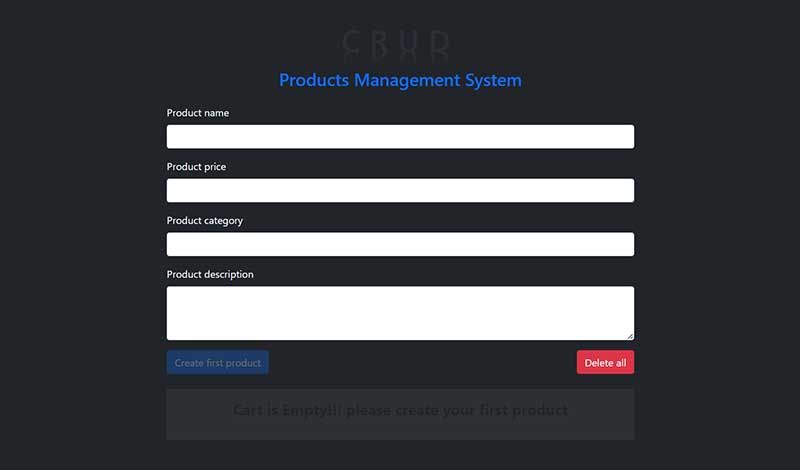 Products Management System
Product name
Product price
Product category
Product description
Create first product
Delete all
Cart is Empty!!! please create your first product